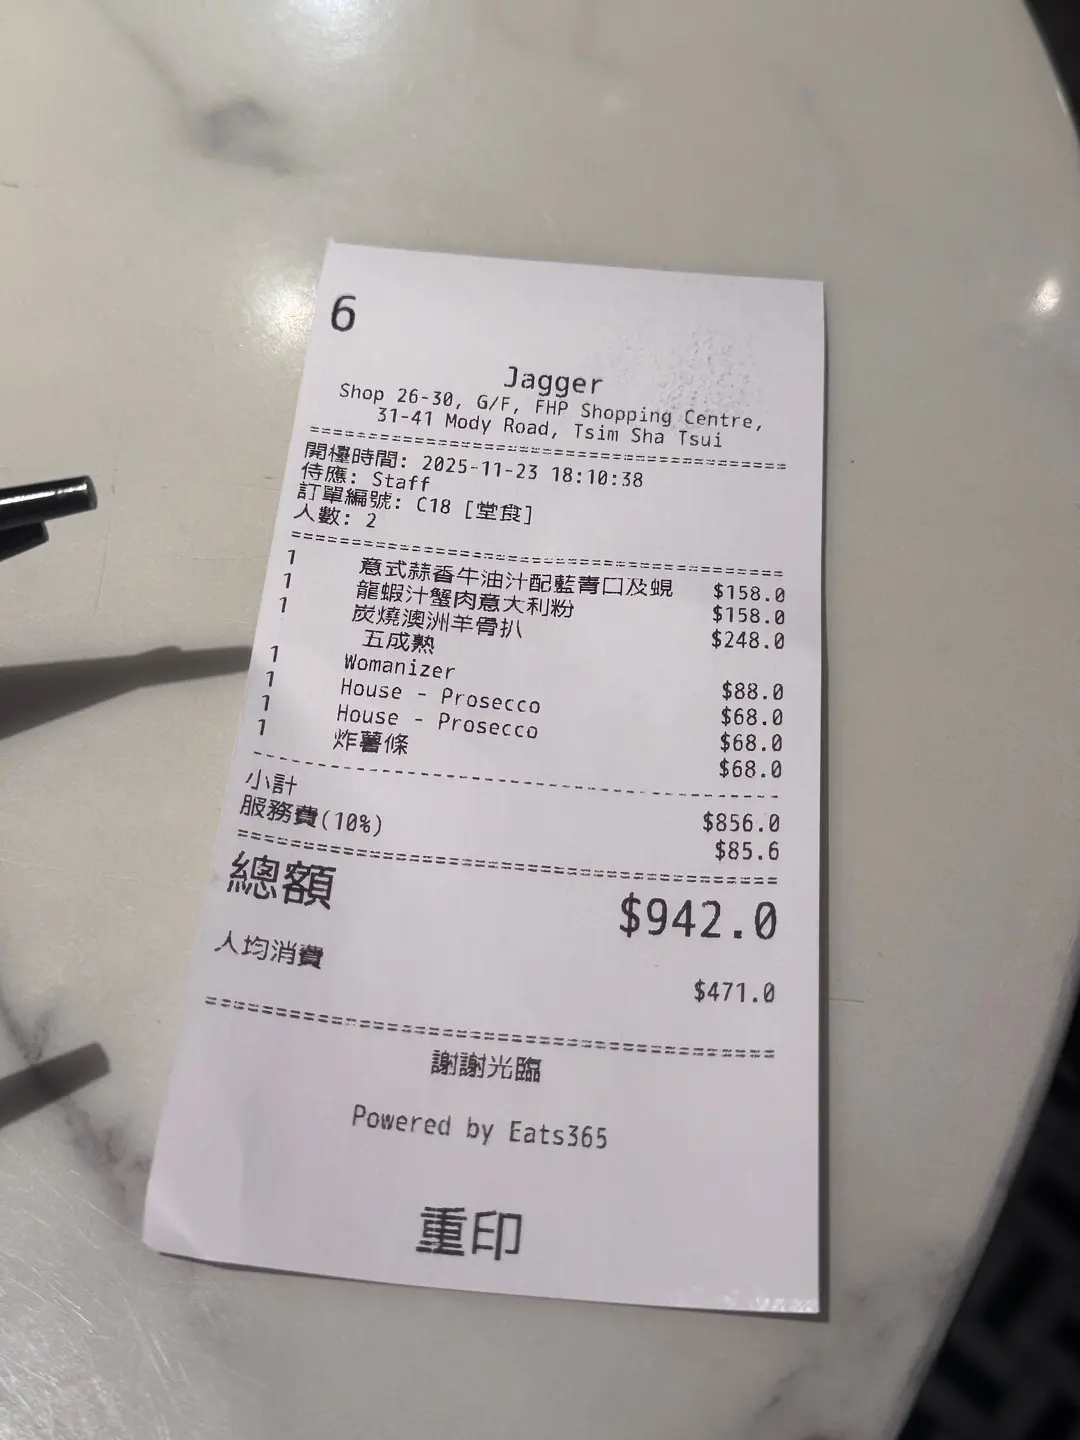 6
Jagger
Shop 26-30, G/F, FHP Shopping Centre,
31-41 Mody Road, Tsim Sha Tsui
開檯時間: 2025-11-23 18:10:38
侍應: Staff
訂單編號: C18 [堂食]
人數: 2
1 意式蒜香牛油汁配藍青口及蜆 $158.0
1 龍蝦汁蟹肉意大利粉 $158.0
1 炭燒澳洲羊骨扒 $248.0
五成熟
1 Womanizer $88.0
1 House - Prosecco $68.0
1 House - Prosecco $68.0
1 炸薯條 $68.0
小計 $856.0
服務費(10%) $85.6
總額 $942.0
人均消費 $471.0
謝謝光臨
Powered by Eats365
重印